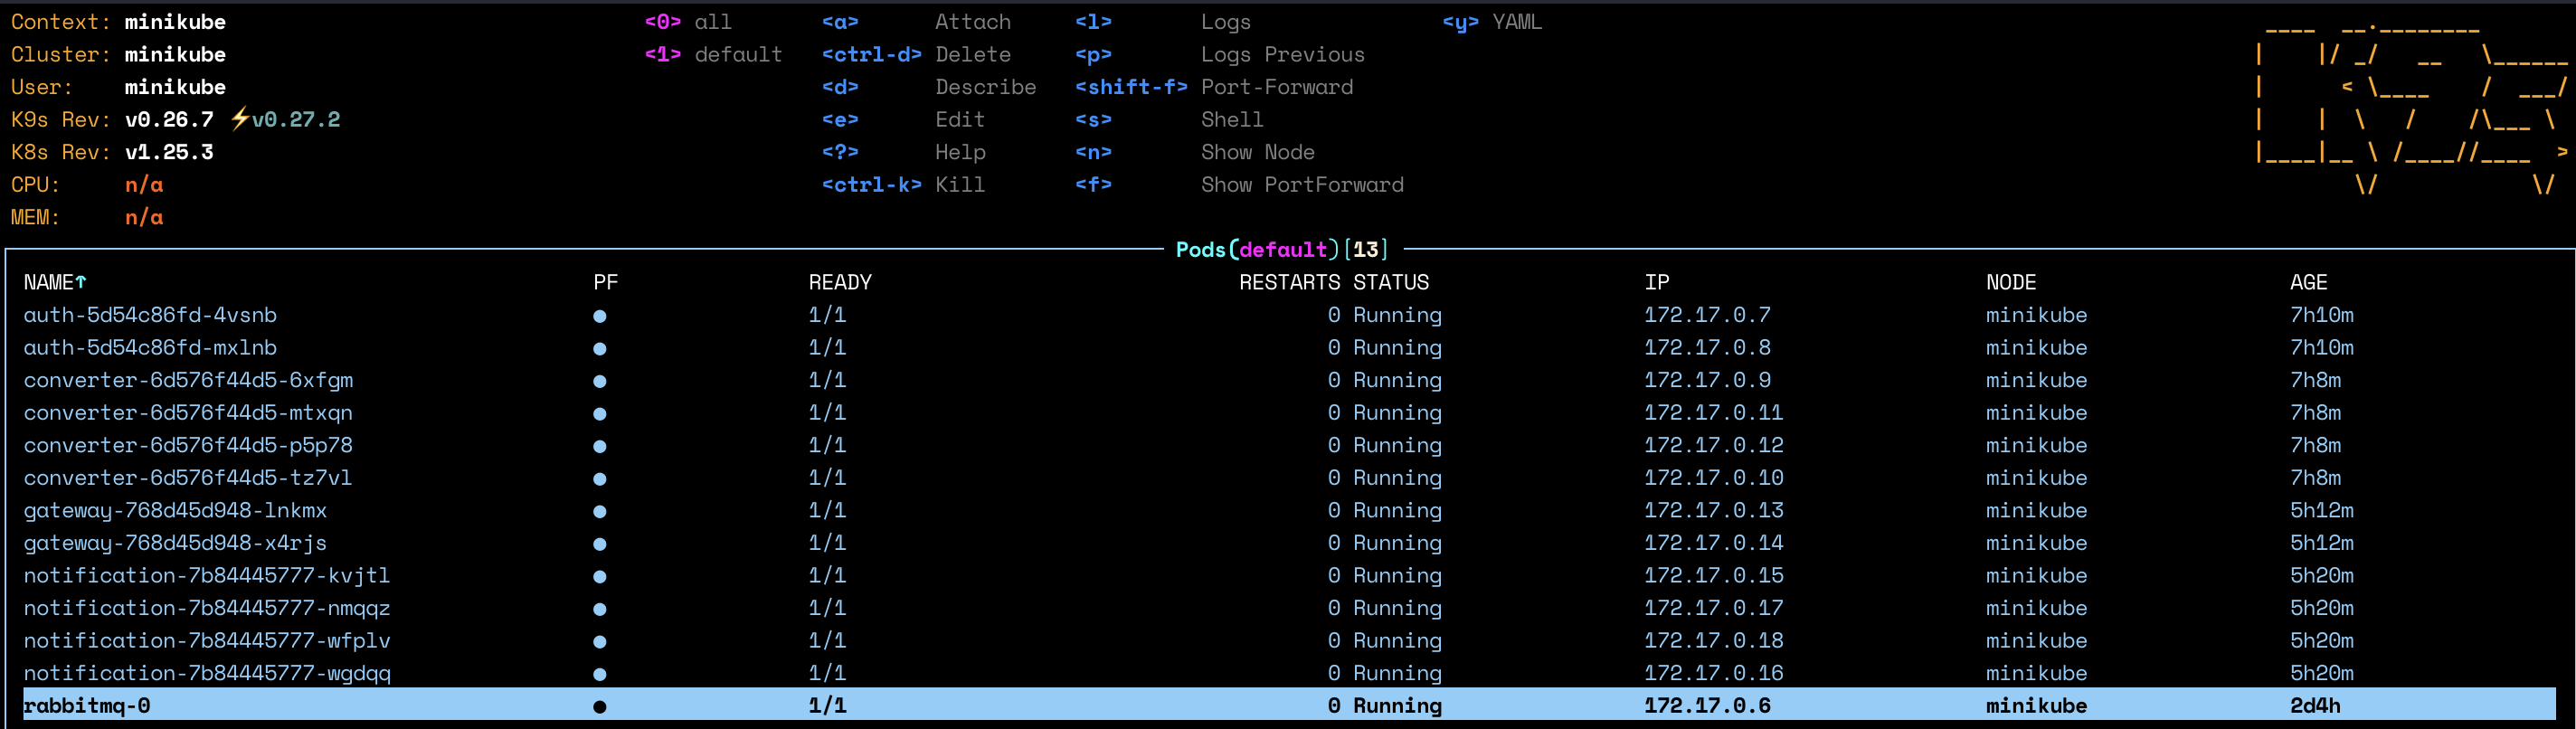 Context: minikube <0> all <a> Attach <l> Logs <y> YAML
Cluster: minikube <1> default <ctrl-d> Delete <p> Logs Previous
User: minikube <d> Describe <shift-f> Port-Forward
K9s Rev: v0.26.7 ⚡v0.27.2 <e> Edit <s> Shell
K8s Rev: v1.25.3 <?> Help <n> Show Node
CPU: n/a <ctrl-k> Kill <f> Show PortForward
MEM: n/a
Pods(default)[13]
NAME↑ PF READY RESTARTS STATUS IP NODE AGE
auth-5d54c86fd-4vsnb ● 1/1 0 Running 172.17.0.7 minikube 7h10m
auth-5d54c86fd-mxlnb ● 1/1 0 Running 172.17.0.8 minikube 7h10m
converter-6d576f44d5-6xfgm ● 1/1 0 Running 172.17.0.9 minikube 7h8m
converter-6d576f44d5-mtxqn ● 1/1 0 Running 172.17.0.11 minikube 7h8m
converter-6d576f44d5-p5p78 ● 1/1 0 Running 172.17.0.12 minikube 7h8m
converter-6d576f44d5-tz7vl ● 1/1 0 Running 172.17.0.10 minikube 7h8m
gateway-768d45d948-lnkmx ● 1/1 0 Running 172.17.0.13 minikube 5h12m
gateway-768d45d948-x4rjs ● 1/1 0 Running 172.17.0.14 minikube 5h12m
notification-7b84445777-kvjtl ● 1/1 0 Running 172.17.0.15 minikube 5h20m
notification-7b84445777-nmqqz ● 1/1 0 Running 172.17.0.17 minikube 5h20m
notification-7b84445777-wfplv ● 1/1 0 Running 172.17.0.18 minikube 5h20m
notification-7b84445777-wgdqq ● 1/1 0 Running 172.17.0.16 minikube 5h20m
rabbitmq-0 ● 1/1 0 Running 172.17.0.6 minikube 2d4h